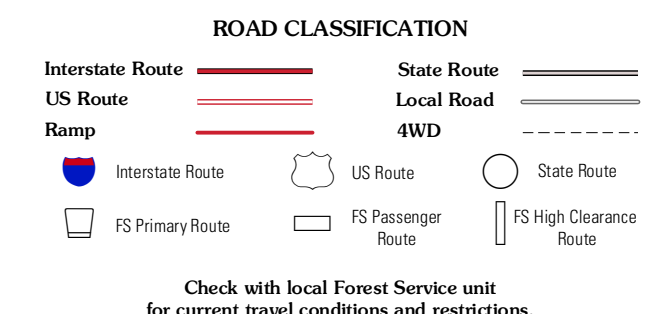 ROAD CLASSIFICATION
Interstate Route
State Route
US Route
Local Road
Ramp
4WD
Interstate Route
US Route
State Route
FS Primary Route
FS Passenger
Route
FS High Clearance
Route
Check with local Forest Service unit
for current travel conditions and restrictions.